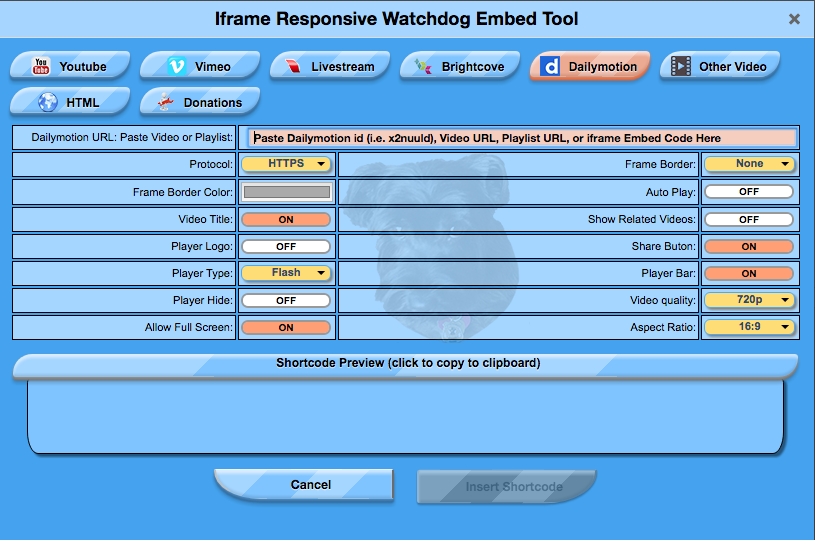 Iframe Responsive Watchdog Embed Tool
You Tube Youtube Vimeo Livestream Brightcove d Dailymotion Other Video
HTML Donations
Dailymotion URL: Paste Video or Playlist: Paste Dailymotion id (i.e. x2nuuld), Video URL, Playlist URL, or iframe Embed Code Here
Protocol: HTTPS Frame Border: None
Frame Border Color: Auto Play: OFF
Video Title: ON Show Related Videos: OFF
Player Logo: OFF Share Buton: ON
Player Type: Flash Player Bar: ON
Player Hide: OFF Video quality: 720p
Allow Full Screen: ON Aspect Ratio: 16:9
Shortcode Preview (click to copy to clipboard)
Cancel Insert Shortcode